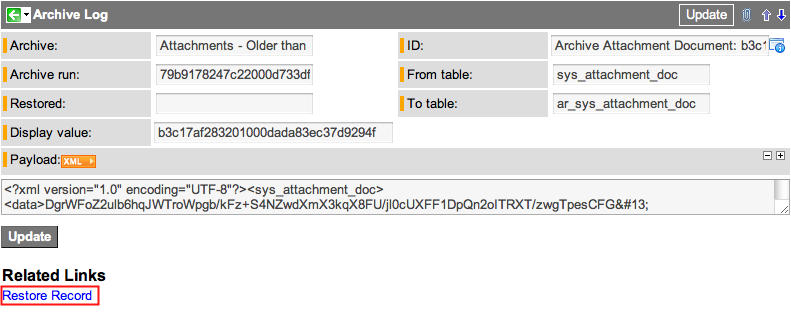 Archive Log Update
Archive: Attachments - Older than ID: Archive Attachment Document: b3c1
Archive run: 79b9178247c22000d733df From table: sys_attachment_doc
Restored: To table: ar_sys_attachment_doc
Display value: b3c17af283201000dada83ec37d9294f
Payload: XML
<?xml version="1.0" encoding="UTF-8"?><sys_attachment_doc>
<data>DgrWFoZ2ulb6hqJWTroWpgb/kFz+S4NZwdXmX3kqX8FU/jl0cUXFF1DpQn2oITRXT/zwgTpesCFG&#13;
Update
Related Links
Restore Record